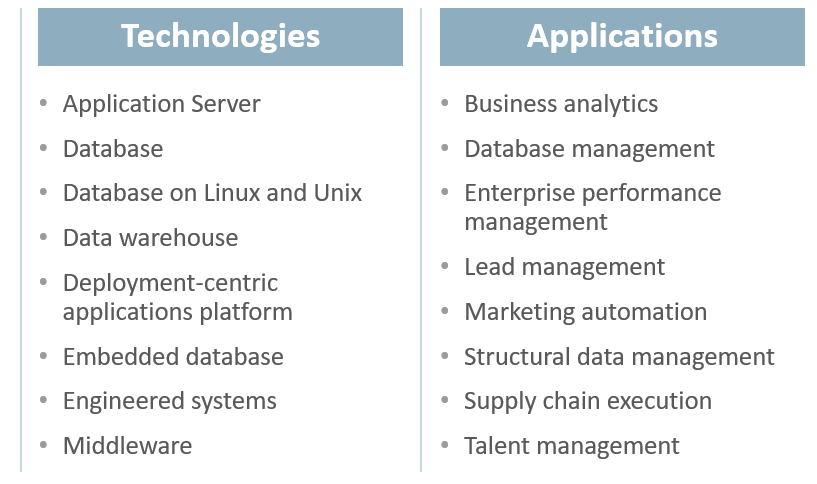 Technologies
• Application Server
• Database
• Database on Linux and Unix
• Data warehouse
• Deployment-centric
applications platform
• Embedded database
• Engineered systems
• Middleware
Applications
• Business analytics
• Database management
• Enterprise performance
management
• Lead management
• Marketing automation
• Structural data management
• Supply chain execution
• Talent management